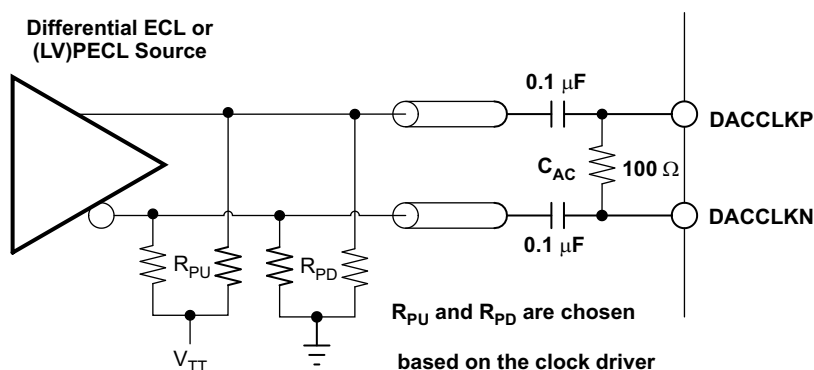 Differential ECL or
(LV)PECL Source
0.1 μF
DACCLKP
C_AC
100 Ω
DACCLKN
0.1 μF
R_PU
R_PD
R_PU and R_PD are chosen
based on the clock driver
V_TT